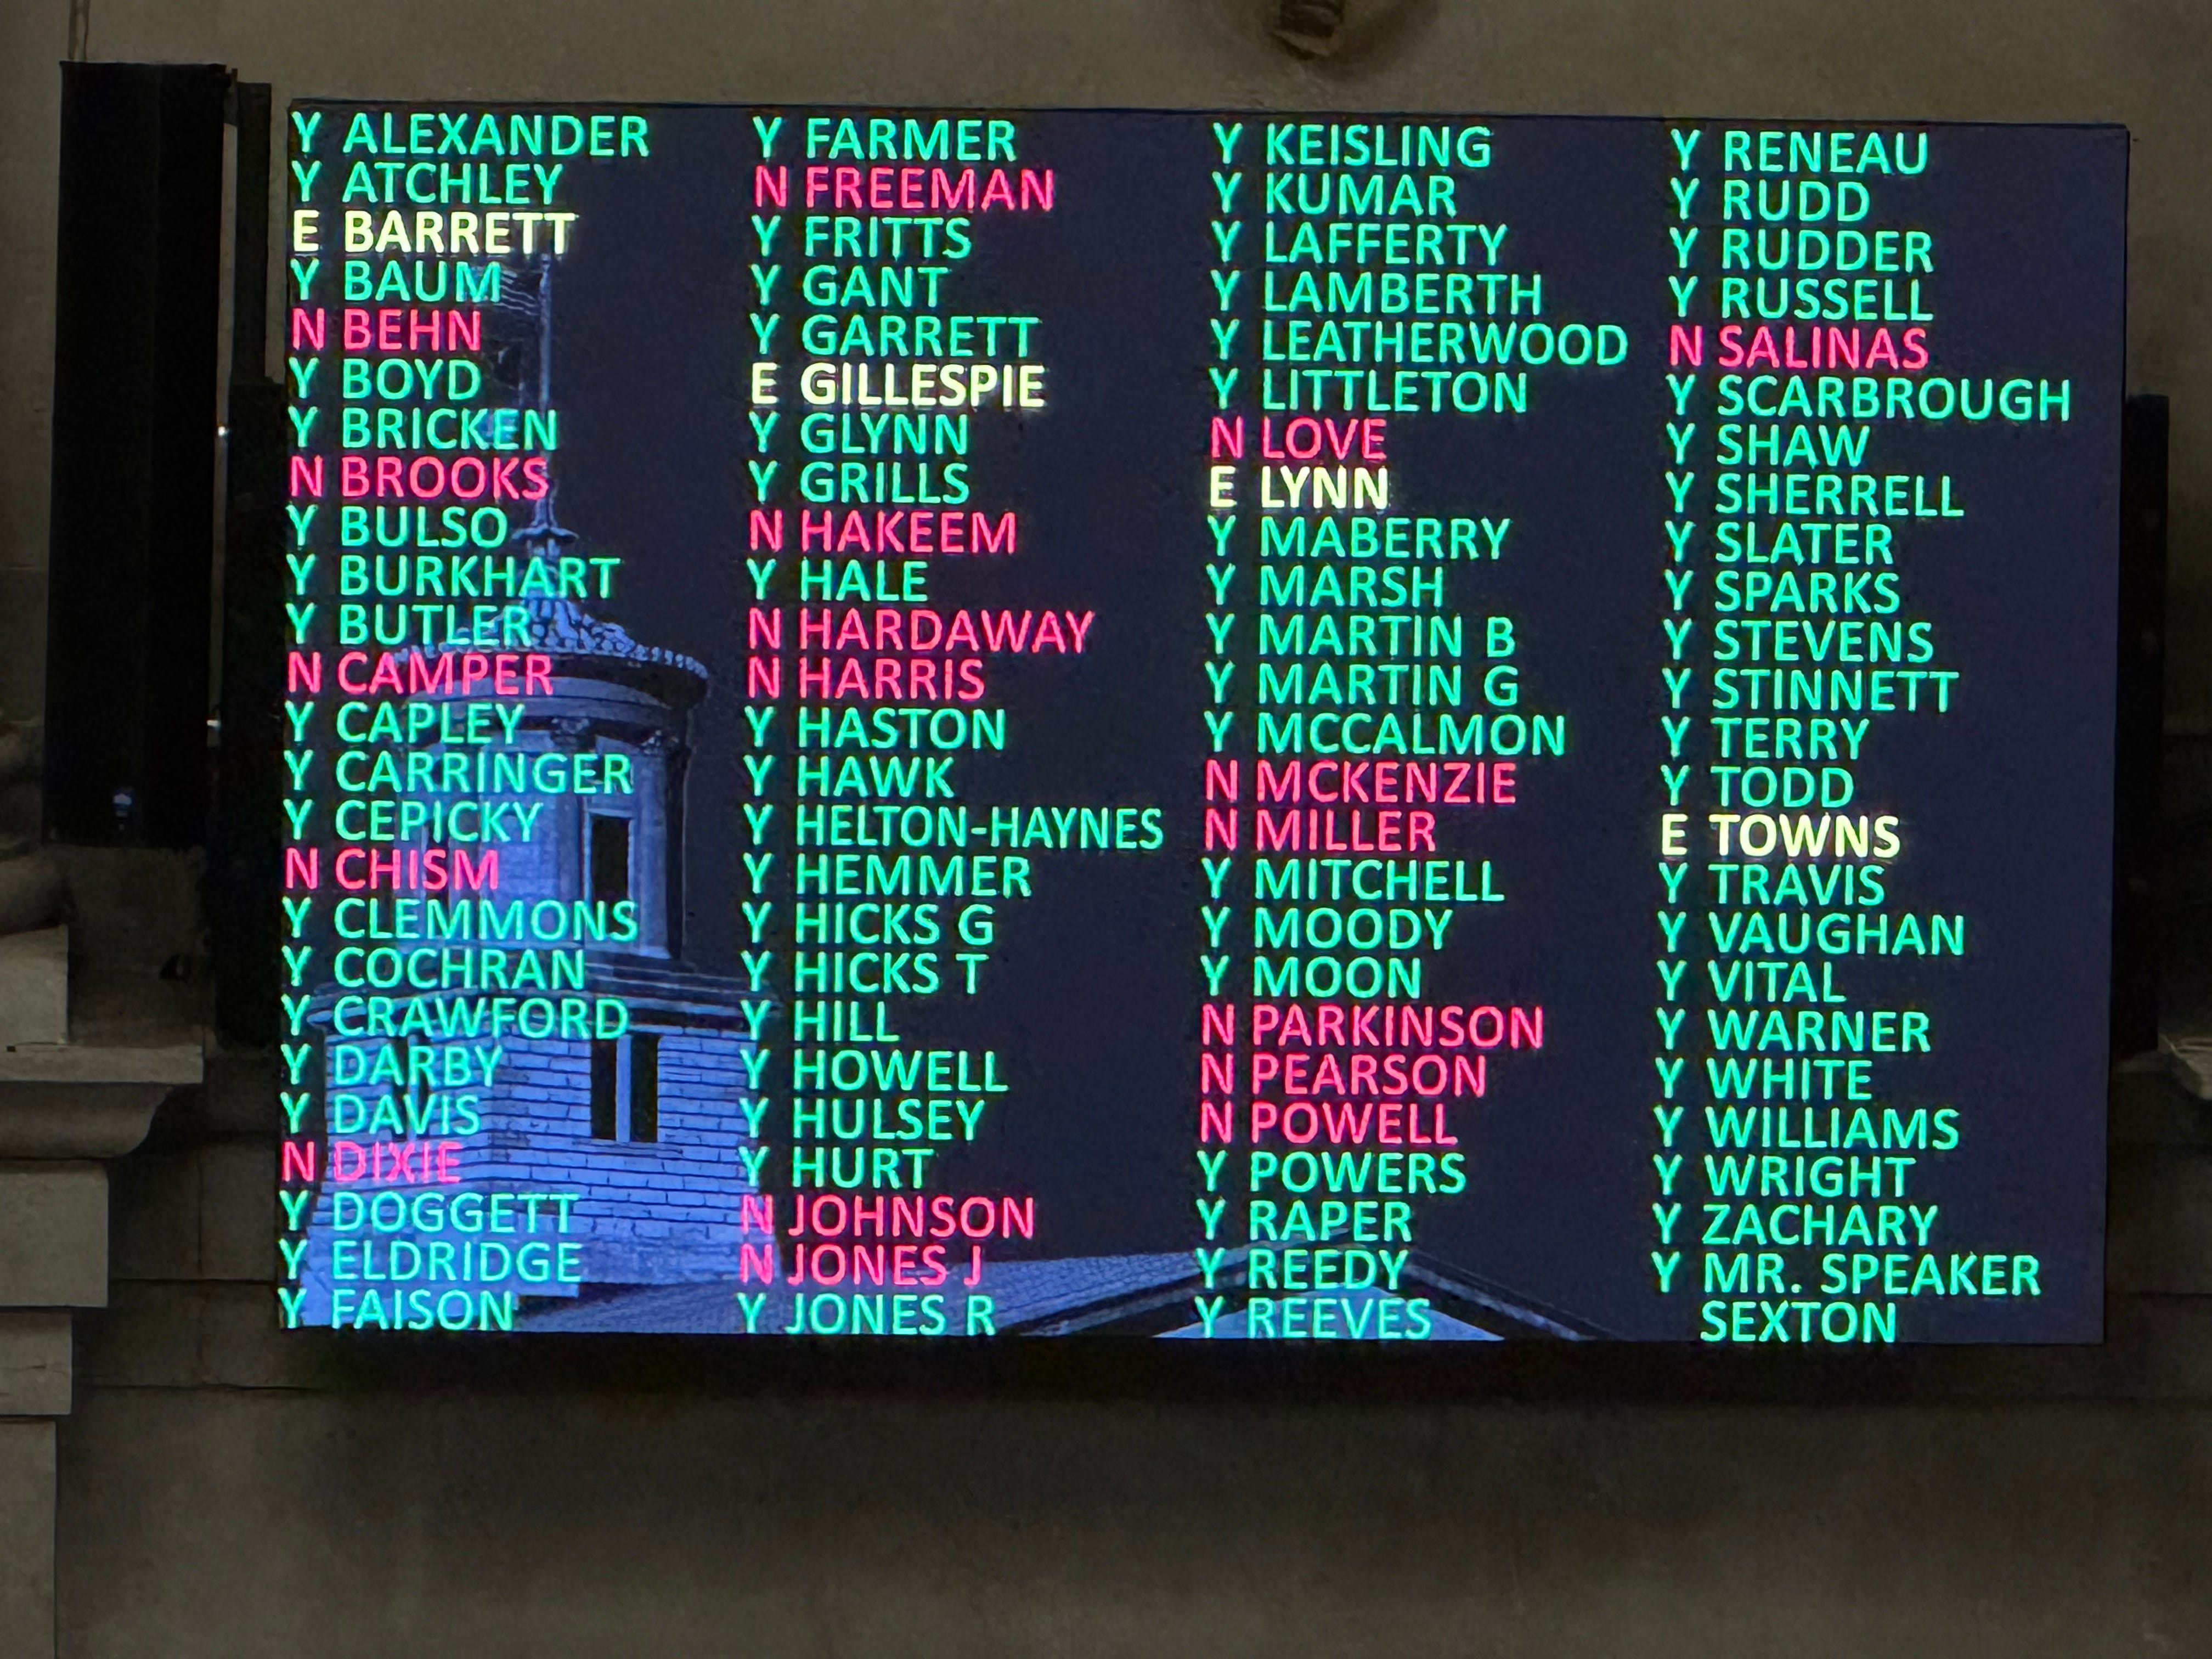 Y ALEXANDER
Y ATCHLEY
E BARRETT
Y BAUM
N BEHN
Y BOYD
Y BRICKEN
N BROOKS
Y BULSO
Y BURKHART
Y BUTLER
N CAMPER
Y CAPLEY
Y CARRINGER
Y CEPICKY
N CHISM
Y CLEMMONS
Y COCHRAN
Y CRAWFORD
Y DARBY
Y DAVIS
N DIXIE
Y DOGGETT
Y ELDRIDGE
Y FAISON
Y FARMER
N FREEMAN
Y FRITTS
Y GANT
Y GARRETT
E GILLESPIE
Y GLYNN
Y GRILLS
N HAKEEM
Y HALE
N HARDAWAY
N HARRIS
Y HASTON
Y HAWK
Y HELTON-HAYNES
Y HEMMER
Y HICKS G
Y HICKS T
Y HILL
Y HOWELL
Y HULSEY
Y HURT
N JOHNSON
N JONES J
Y JONES R
Y KEISLING
Y KUMAR
Y LAFFERTY
Y LAMBERTH
Y LEATHERWOOD
Y LITTLETON
N LOVE
E LYNN
Y MABERRY
Y MARSH
Y MARTIN B
Y MARTIN G
Y MCCALMON
N MCKENZIE
N MILLER
Y MITCHELL
Y MOODY
Y MOON
N PARKINSON
N PEARSON
N POWELL
Y POWERS
Y RAPER
Y REEDY
Y REEVES
Y RENEAU
Y RUDD
Y RUDDER
Y RUSSELL
N SALINAS
Y SCARBROUGH
Y SHAW
Y SHERRELL
Y SLATER
Y SPARKS
Y STEVENS
Y STINNETT
Y TERRY
Y TODD
E TOWNS
Y TRAVIS
Y VAUGHAN
Y VITAL
Y WARNER
Y WHITE
Y WILLIAMS
Y WRIGHT
Y ZACHARY
Y MR. SPEAKER
SEXTON